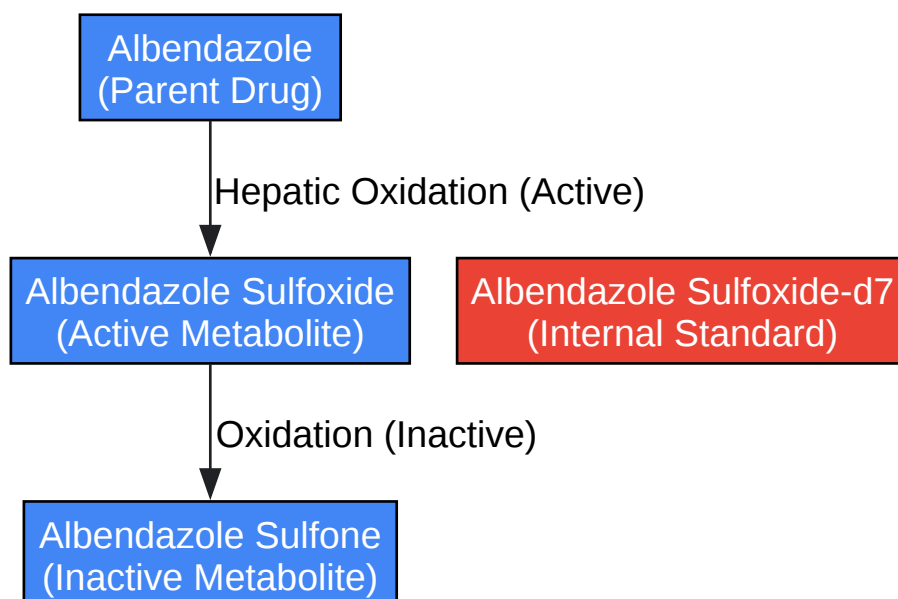 Albendazole
(Parent Drug)
Hepatic Oxidation (Active)
Albendazole Sulfoxide
(Active Metabolite)
Albendazole Sulfoxide-d7
(Internal Standard)
Oxidation (Inactive)
Albendazole Sulfone
(Inactive Metabolite)